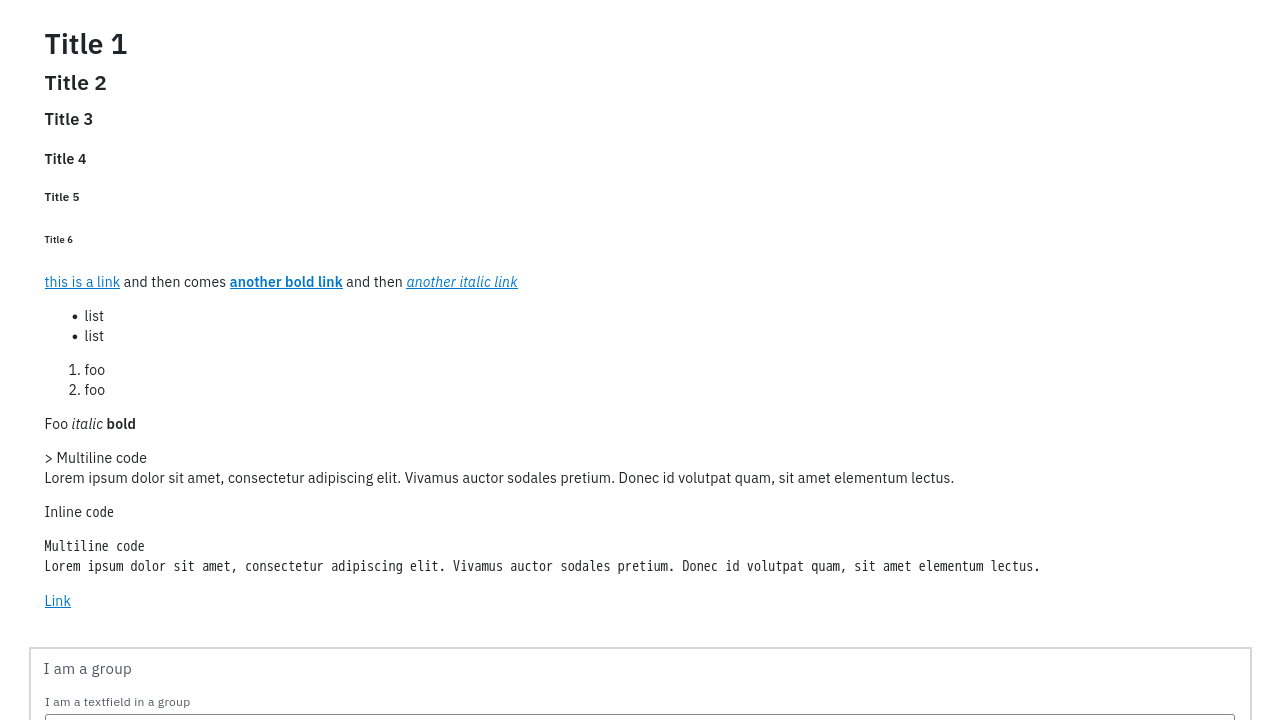 Title 1
Title 2
Title 3
Title 4
Title 5
Title 6
this is a link and then comes another bold link and then another italic link
• list
• list
1. foo
2. foo
Foo italic bold
> Multiline code
Lorem ipsum dolor sit amet, consectetur adipiscing elit. Vivamus auctor sodales pretium. Donec id volutpat quam, sit amet elementum lectus.
Inline code
Multiline code
Lorem ipsum dolor sit amet, consectetur adipiscing elit. Vivamus auctor sodales pretium. Donec id volutpat quam, sit amet elementum lectus.
Link
I am a group
I am a textfield in a group